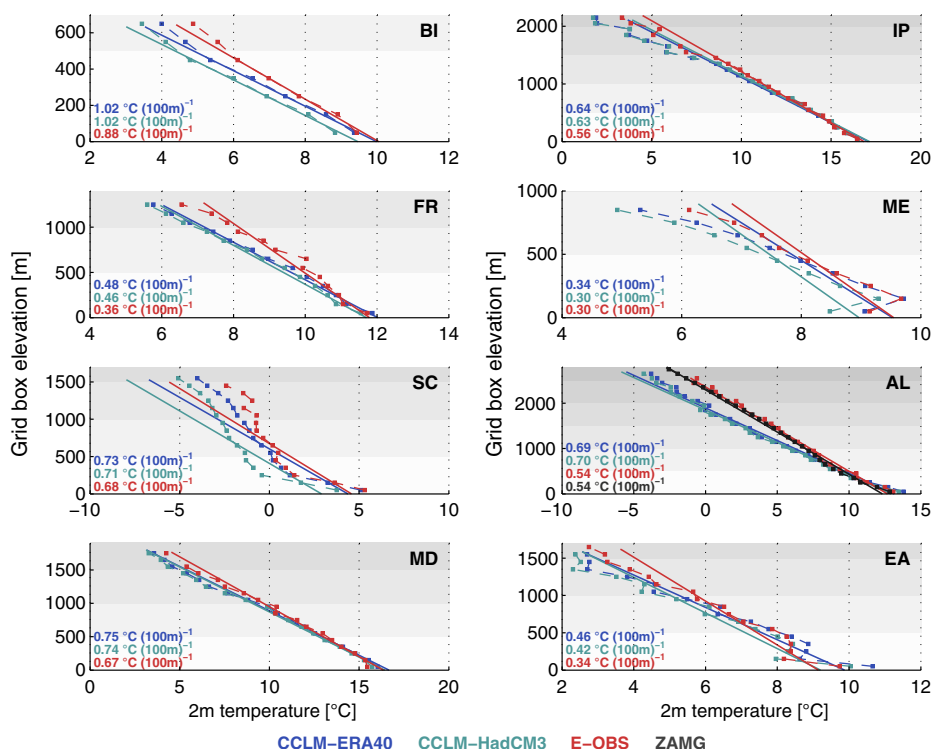 600
400
200
0
BI
1.02 °C (100m)⁻¹
1.02 °C (100m)⁻¹
0.88 °C (100m)⁻¹
2 4 6 8 10 12
2000
1000
0
IP
0.64 °C (100m)⁻¹
0.63 °C (100m)⁻¹
0.56 °C (100m)⁻¹
0 5 10 15 20
Grid box elevation [m]
1000
500
0
FR
0.48 °C (100m)⁻¹
0.46 °C (100m)⁻¹
0.36 °C (100m)⁻¹
4 6 8 10 12 14
Grid box elevation [m]
1000
500
0
ME
0.34 °C (100m)⁻¹
0.30 °C (100m)⁻¹
0.30 °C (100m)⁻¹
4 6 8 10
Grid box elevation [m]
1500
1000
500
0
SC
0.73 °C (100m)⁻¹
0.71 °C (100m)⁻¹
0.68 °C (100m)⁻¹
−10 −5 0 5 10
Grid box elevation [m]
2000
1000
0
AL
0.69 °C (100m)⁻¹
0.70 °C (100m)⁻¹
0.54 °C (100m)⁻¹
0.54 °C (100m)⁻¹
−10 −5 0 5 10 15
1500
1000
500
0
MD
0.75 °C (100m)⁻¹
0.74 °C (100m)⁻¹
0.67 °C (100m)⁻¹
0 5 10 15 20
2m temperature [°C]
1500
1000
500
0
EA
0.46 °C (100m)⁻¹
0.42 °C (100m)⁻¹
0.34 °C (100m)⁻¹
2 4 6 8 10 12
2m temperature [°C]
CCLM−ERA40 CCLM−HadCM3 E−OBS ZAMG